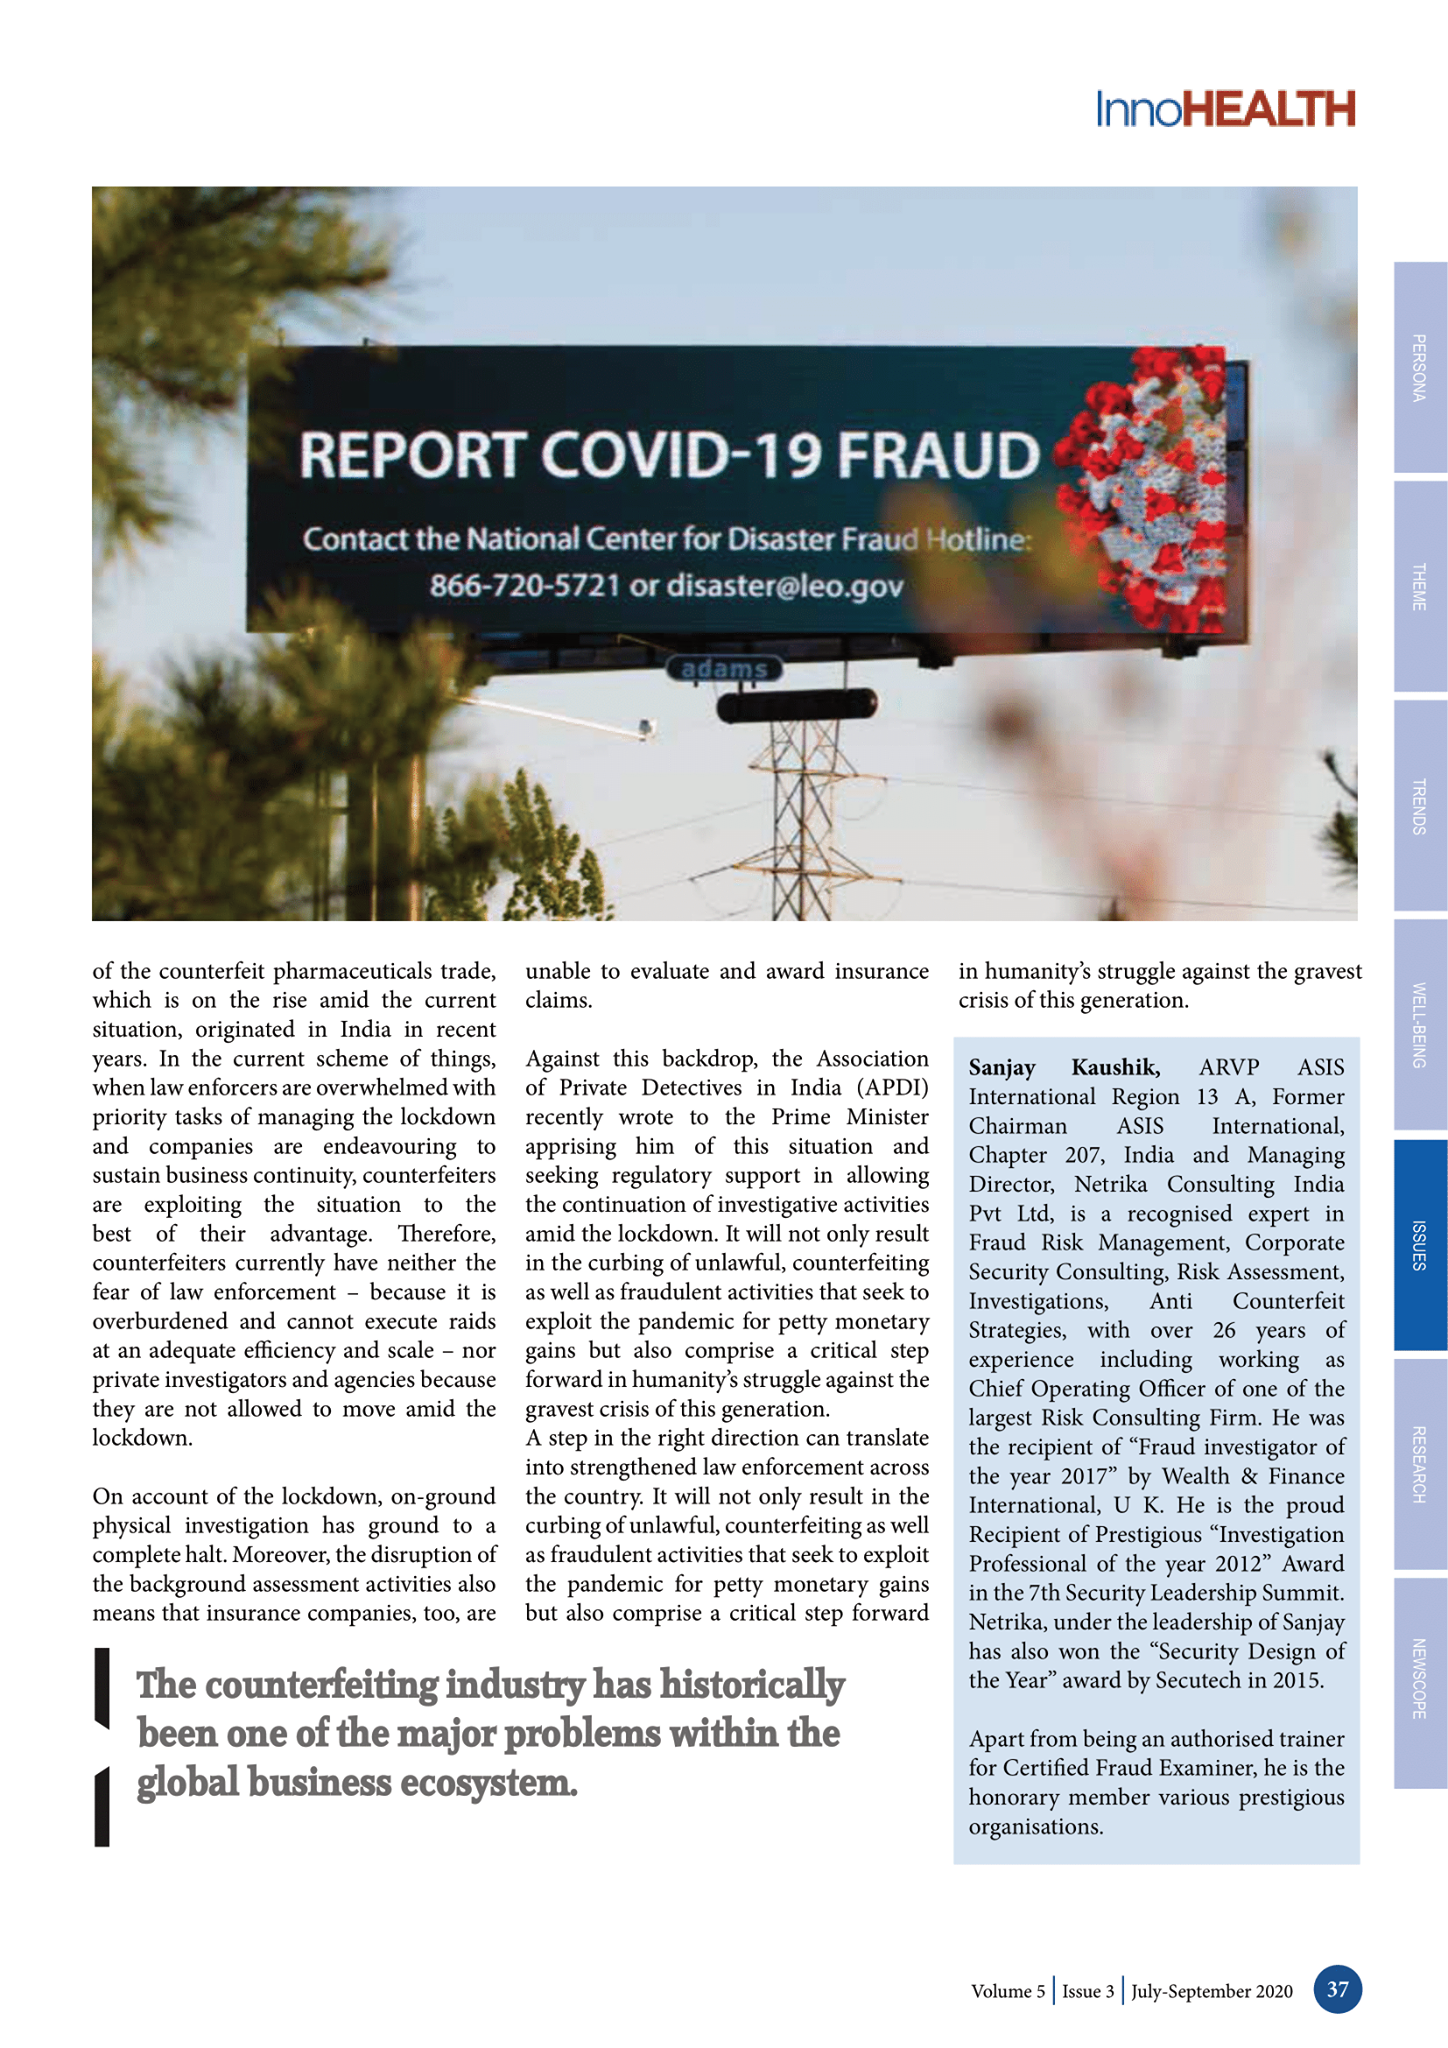 InnoHEALTH
REPORT COVID-19 FRAUD
Contact the National Center for Disaster Fraud Hotline:
866-720-5721 or disaster@leo.gov
adams
of the counterfeit pharmaceuticals trade,
which is on the rise amid the current
situation, originated in India in recent
years. In the current scheme of things,
when law enforcers are overwhelmed with
priority tasks of managing the lockdown
and companies are endeavouring to
sustain business continuity, counterfeiters
are exploiting the situation to the
best of their advantage. Therefore,
counterfeiters currently have neither the
fear of law enforcement – because it is
overburdened and cannot execute raids
at an adequate efficiency and scale – nor
private investigators and agencies because
they are not allowed to move amid the
lockdown.
On account of the lockdown, on-ground
physical investigation has ground to a
complete halt. Moreover, the disruption of
the background assessment activities also
means that insurance companies, too, are
unable to evaluate and award insurance
claims.
Against this backdrop, the Association
of Private Detectives in India (APDI)
recently wrote to the Prime Minister
apprising him of this situation and
seeking regulatory support in allowing
the continuation of investigative activities
amid the lockdown. It will not only result
in the curbing of unlawful, counterfeiting
as well as fraudulent activities that seek to
exploit the pandemic for petty monetary
gains but also comprise a critical step
forward in humanity's struggle against the
gravest crisis of this generation.
A step in the right direction can translate
into strengthened law enforcement across
the country. It will not only result in the
curbing of unlawful, counterfeiting as well
as fraudulent activities that seek to exploit
the pandemic for petty monetary gains
but also comprise a critical step forward
in humanity's struggle against the gravest
crisis of this generation.
The counterfeiting industry has historically
been one of the major problems within the
global business ecosystem.
Sanjay Kaushik, ARVP ASIS
International Region 13 A, Former
Chairman ASIS International,
Chapter 207, India and Managing
Director, Netrika Consulting India
Pvt Ltd, is a recognised expert in
Fraud Risk Management, Corporate
Security Consulting, Risk Assessment,
Investigations, Anti Counterfeit
Strategies, with over 26 years of
experience including working as
Chief Operating Officer of one of the
largest Risk Consulting Firm. He was
the recipient of "Fraud investigator of
the year 2017" by Wealth & Finance
International, U K. He is the proud
Recipient of Prestigious "Investigation
Professional of the year 2012" Award
in the 7th Security Leadership Summit.
Netrika, under the leadership of Sanjay
has also won the "Security Design of
the Year" award by Secutech in 2015.
Apart from being an authorised trainer
for Certified Fraud Examiner, he is the
honorary member various prestigious
organisations.
PERSONA
THEME
TRENDS
WELL-BEING
ISSUES
RESEARCH
NEWSCOPE
Volume 5 | Issue 3 | July-September 2020 37